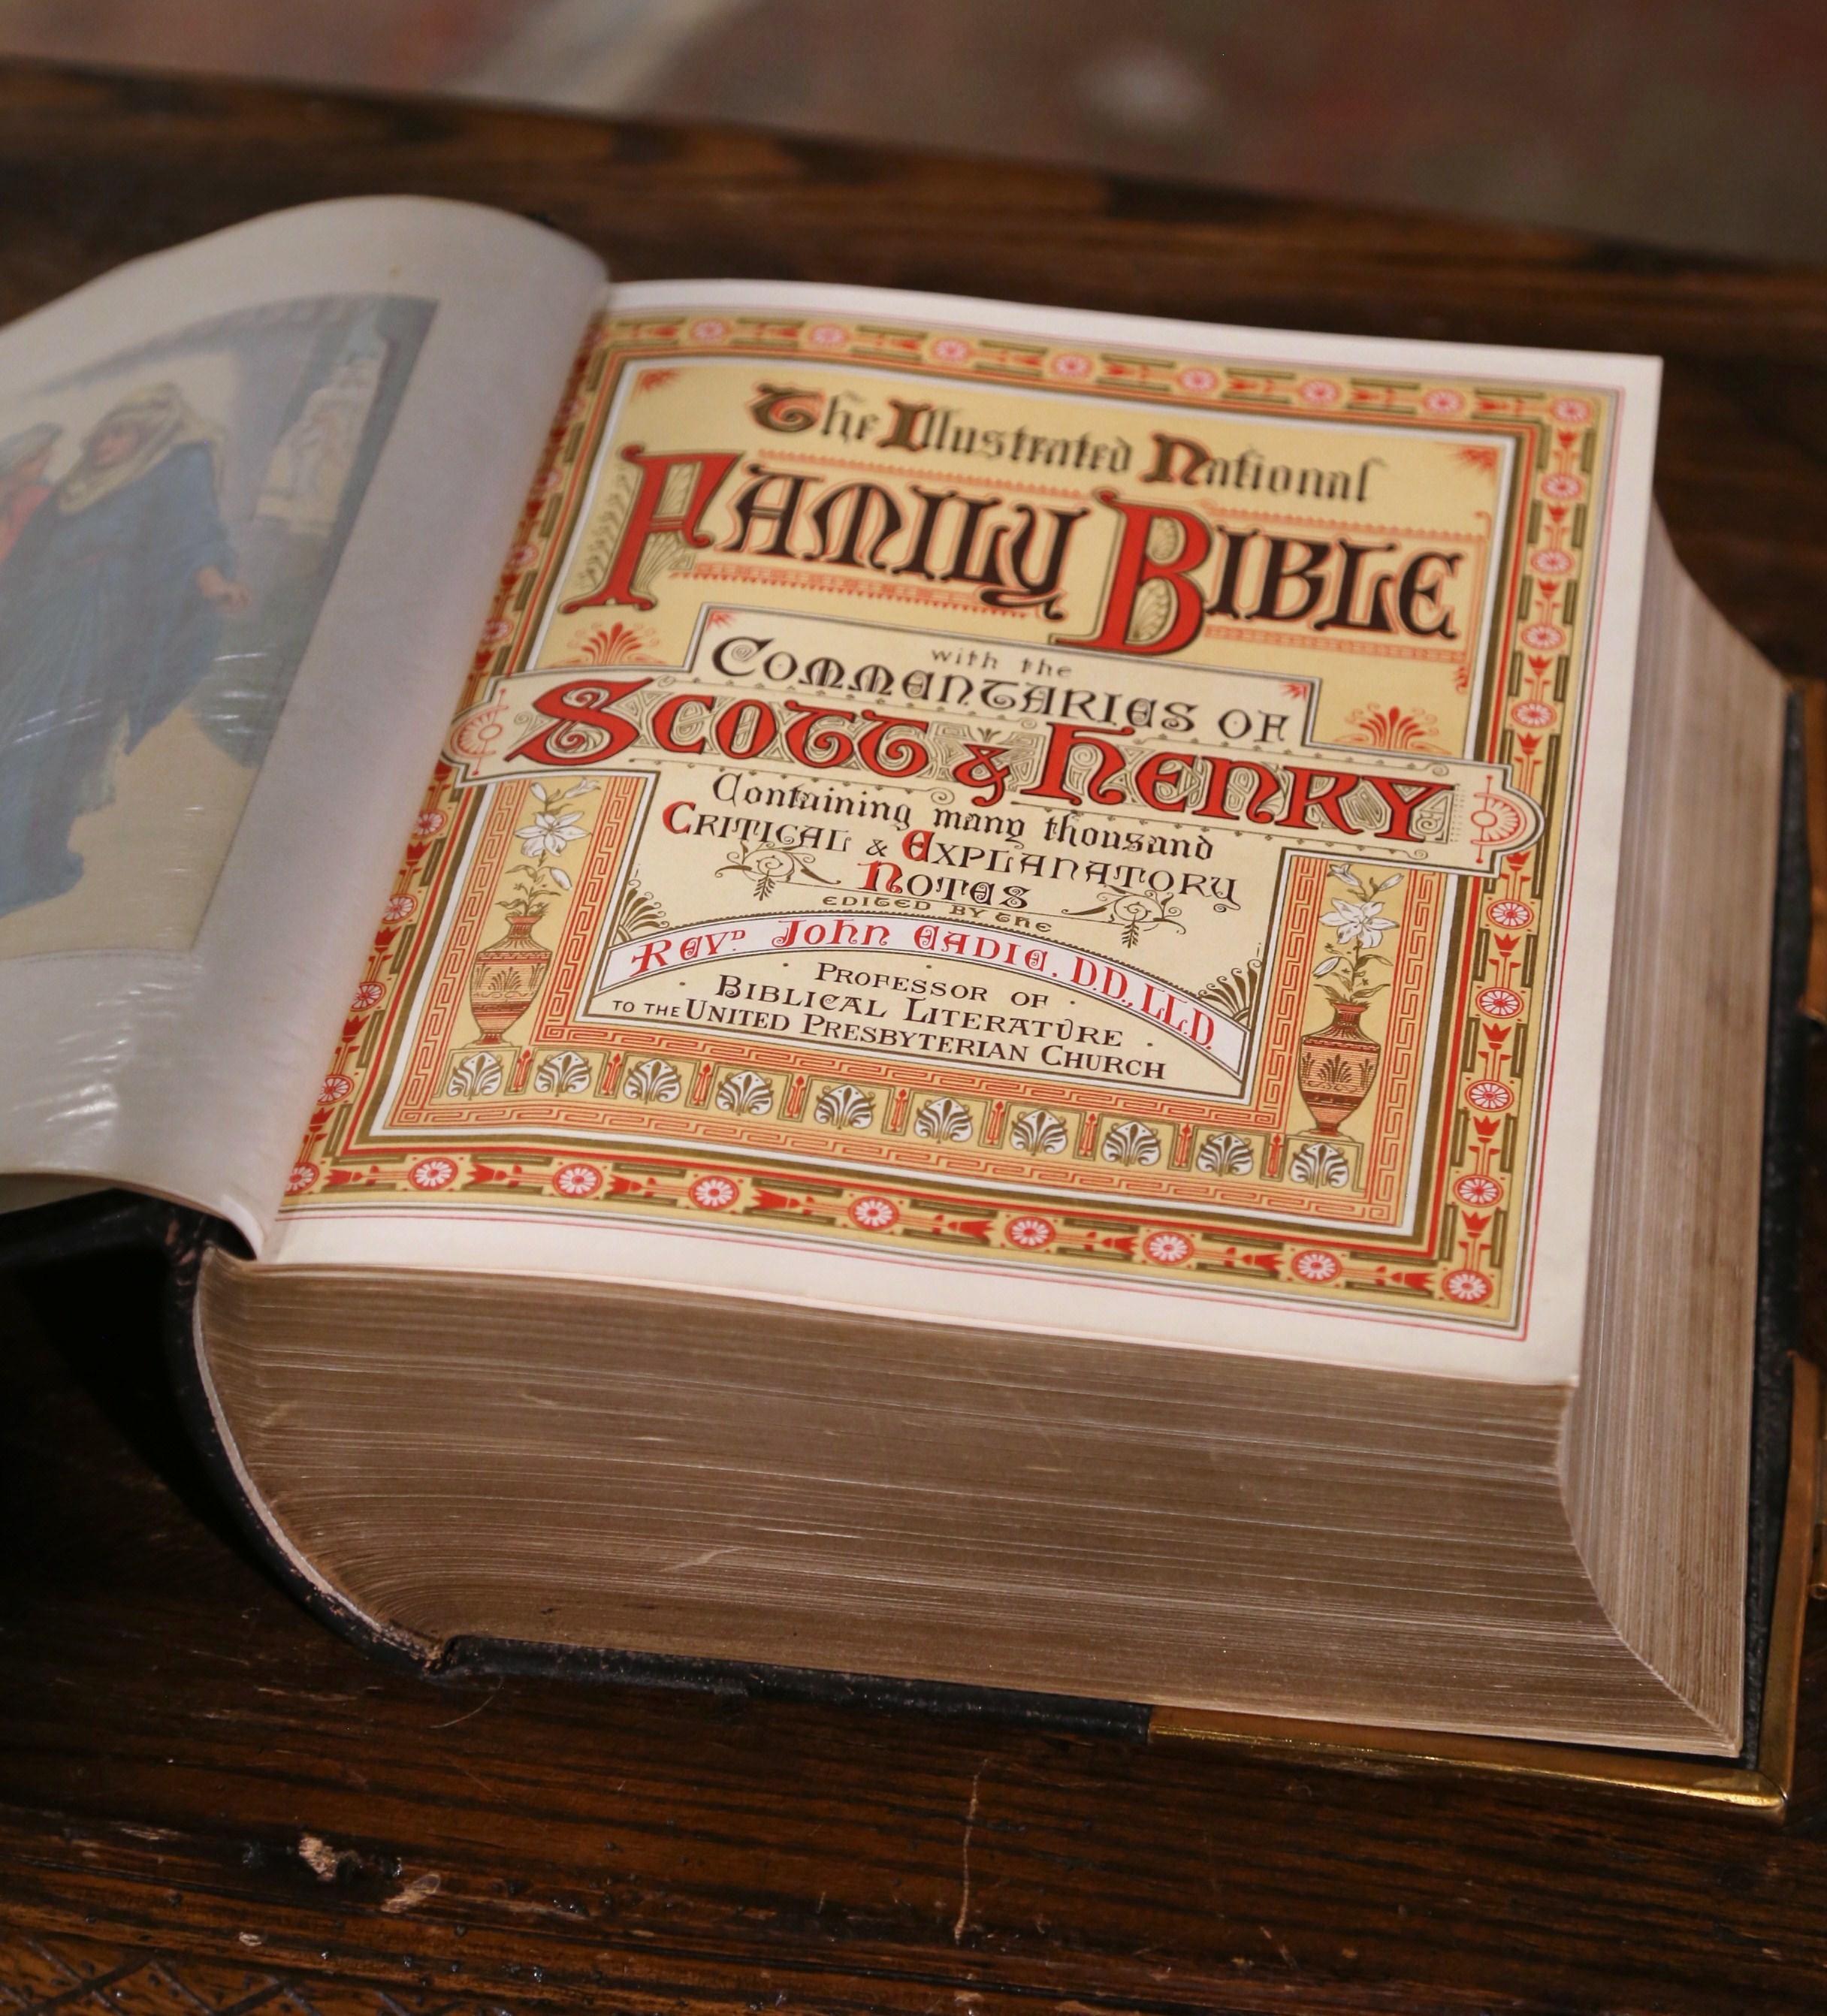 The Illustrated National
FAMILY BIBLE
with the
COMMENTARIES OF
SCOTT & HENRY
Containing many thousand
CRITICAL & EXPLANATORY
NOTES
EDITED BY THE
REVD. JOHN EADIE, D.D., LL.D.
PROFESSOR OF
BIBLICAL LITERATURE
TO THE UNITED PRESBYTERIAN CHURCH